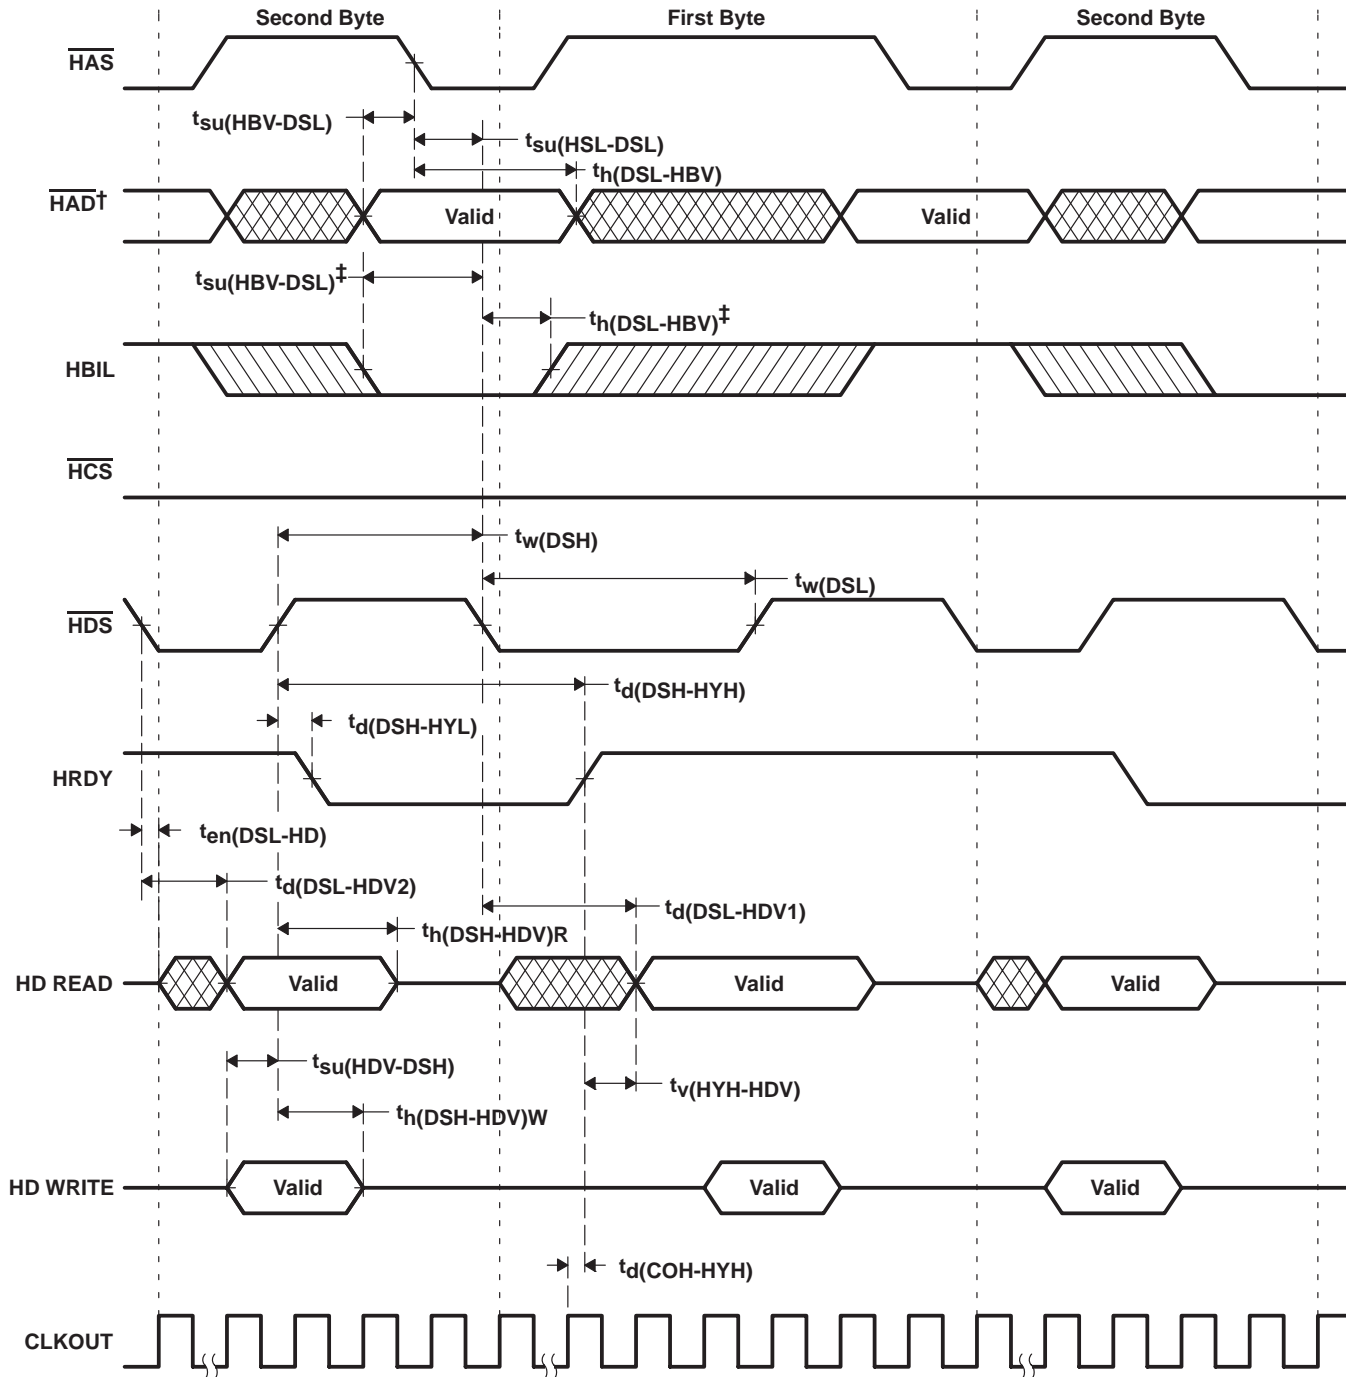 Second Byte First Byte Second Byte
HAS
tsu(HBV-DSL)
tsu(HSL-DSL)
th(DSL-HBV)
HAD† Valid Valid
tsu(HBV-DSL)‡
th(DSL-HBV)‡
HBIL
HCS
tw(DSH)
tw(DSL)
HDS
td(DSH-HYH)
td(DSH-HYL)
HRDY
ten(DSL-HD)
td(DSL-HDV2)
td(DSL-HDV1)
th(DSH-HDV)R
HD READ Valid Valid Valid
tsu(HDV-DSH)
tv(HYH-HDV)
th(DSH-HDV)W
HD WRITE Valid Valid Valid
td(COH-HYH)
CLKOUT